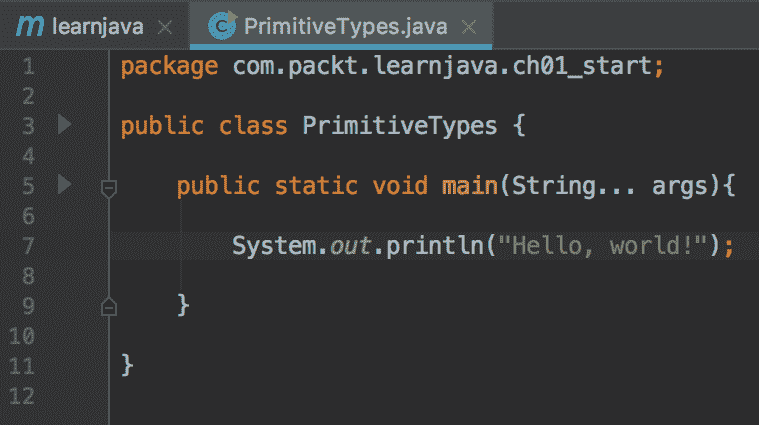 m learnjava × C PrimitiveTypes.java ×
1 package com.packt.learnjava.ch01_start;
2
3 public class PrimitiveTypes {
4
5 public static void main(String... args){
6
7 System.out.println("Hello, world!");
8
9 }
10
11 }
12